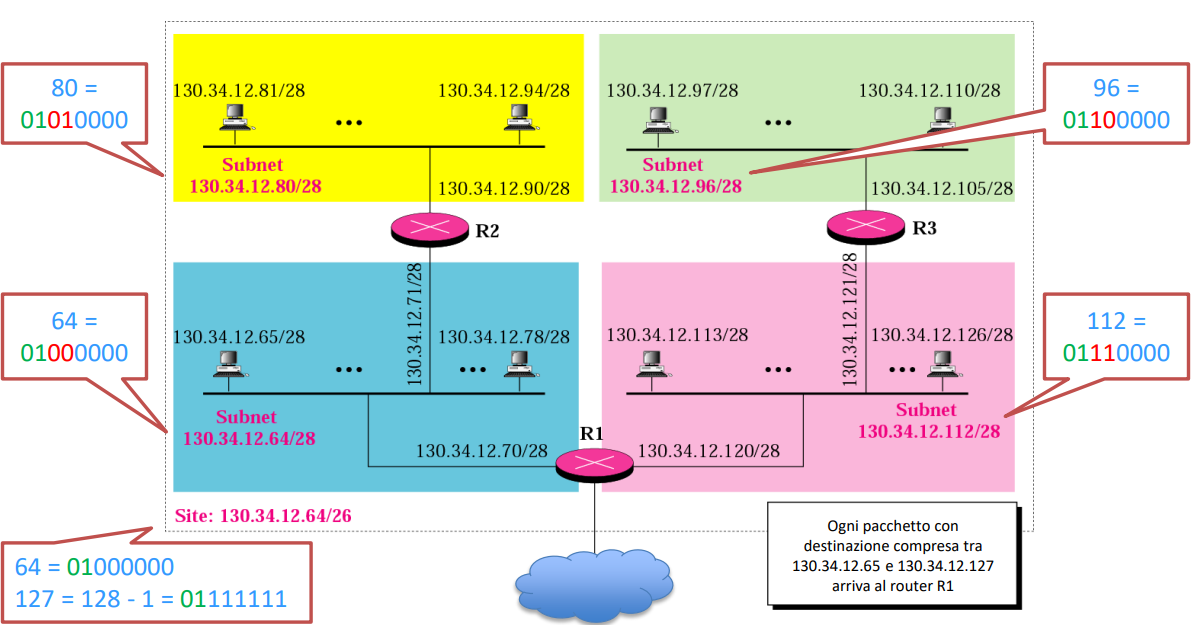 80 =
01010000
130.34.12.81/28
130.34.12.94/28
Subnet
130.34.12.80/28
130.34.12.90/28
R2
130.34.12.97/28
130.34.12.110/28
Subnet
130.34.12.96/28
130.34.12.105/28
R3
96 =
01100000
64 =
01000000
130.34.12.65/28
130.34.12.71/28
130.34.12.78/28
Subnet
130.34.12.64/28
130.34.12.70/28
R1
130.34.12.113/28
130.34.12.121/28
130.34.12.126/28
Subnet
130.34.12.112/28
130.34.12.120/28
112 =
01110000
Site: 130.34.12.64/26
64 = 01000000
127 = 128 - 1 = 01111111
Ogni pacchetto con
destinazione compresa tra
130.34.12.65 e 130.34.12.127
arriva al router R1